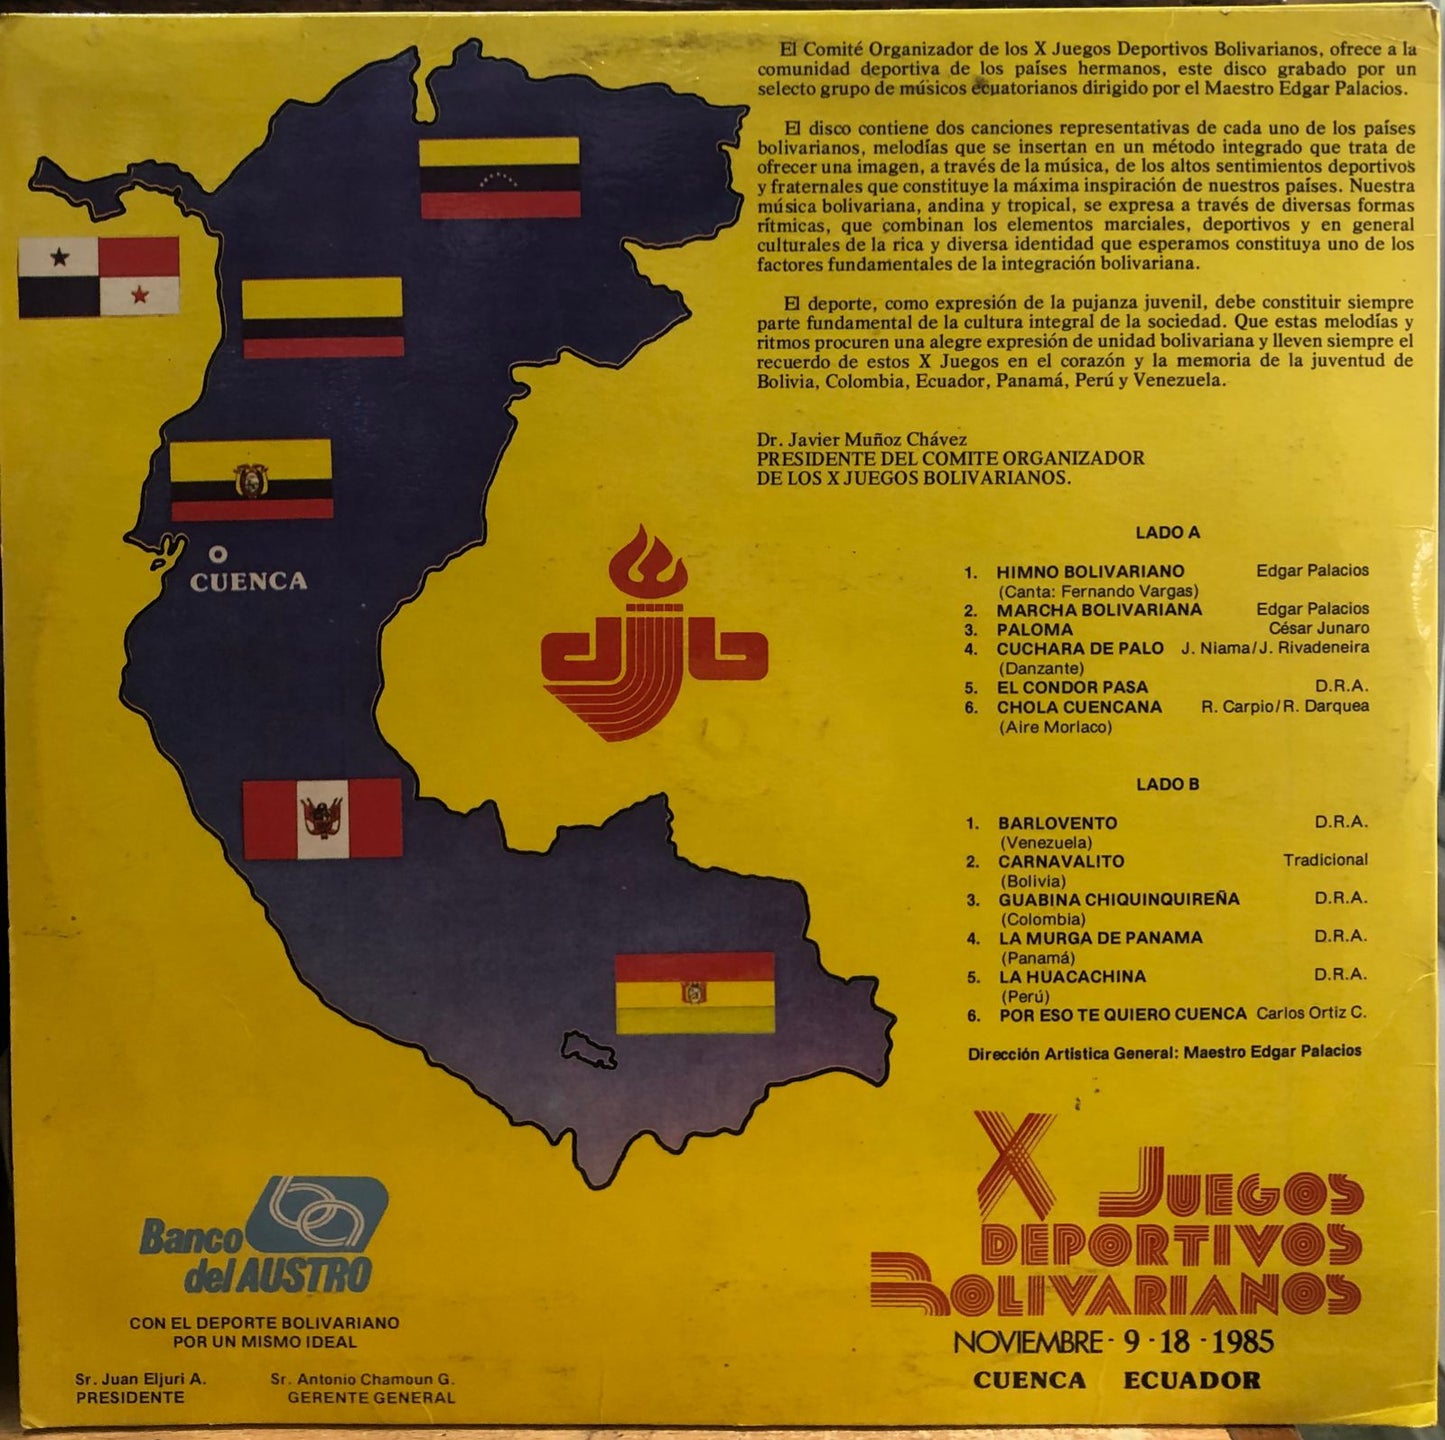 El Comité Organizador de los X Juegos Deportivos Bolivarianos, ofrece a la
comunidad deportiva de los países hermanos, este disco grabado por un
selecto grupo de músicos ecuatorianos dirigido por el Maestro Edgar Palacios.
El disco contiene dos canciones representativas de cada uno de los países
bolivarianos, melodías que se insertan en un método integrado que trata de
ofrecer una imagen, a través de la música, de los altos sentimientos deportivos
y fraternales que constituye la máxima inspiración de nuestros países. Nuestra
música bolivariana, andina y tropical, se expresa a través de diversas formas
rítmicas, que combinan los elementos marciales, deportivos y en general
culturales de la rica y diversa identidad que esperamos constituya uno de los
factores fundamentales de la integración bolivariana.
El deporte, como expresión de la pujanza juvenil, debe constituir siempre
parte fundamental de la cultura integral de la sociedad. Que estas melodías y
ritmos procuren una alegre expresión de unidad bolivariana y lleven siempre el
recuerdo de estos X Juegos en el corazón y la memoria de la juventud de
Bolivia, Colombia, Ecuador, Panamá, Perú y Venezuela.
Dr. Javier Muñoz Chávez
PRESIDENTE DEL COMITE ORGANIZADOR
DE LOS X JUEGOS BOLIVARIANOS.
CUENCA
djb
LADO A
1. HIMNO BOLIVARIANO Edgar Palacios
(Canta: Fernando Vargas)
2. MARCHA BOLIVARIANA Edgar Palacios
3. PALOMA César Junaro
4. CUCHARA DE PALO J. Niama/J. Rivadeneira
(Danzante)
5. EL CONDOR PASA D.R.A.
6. CHOLA CUENCANA R. Carpio/R. Darquea
(Aire Morlaco)
LADO B
1. BARLOVENTO D.R.A.
(Venezuela)
2. CARNAVALITO Tradicional
(Bolivia)
3. GUABINA CHIQUINQUIREÑA D.R.A.
(Colombia)
4. LA MURGA DE PANAMA D.R.A.
(Panamá)
5. LA HUACACHINA D.R.A.
(Perú)
6. POR ESO TE QUIERO CUENCA Carlos Ortiz C.
Dirección Artistica General: Maestro Edgar Palacios
X JUEGOS
DEPORTIVOS
BOLIVARIANOS
NOVIEMBRE - 9 - 18 - 1985
CUENCA ECUADOR
Banco
del AUSTRO
CON EL DEPORTE BOLIVARIANO
POR UN MISMO IDEAL
Sr. Juan Eljuri A. Sr. Antonio Chamoun G.
PRESIDENTE GERENTE GENERAL